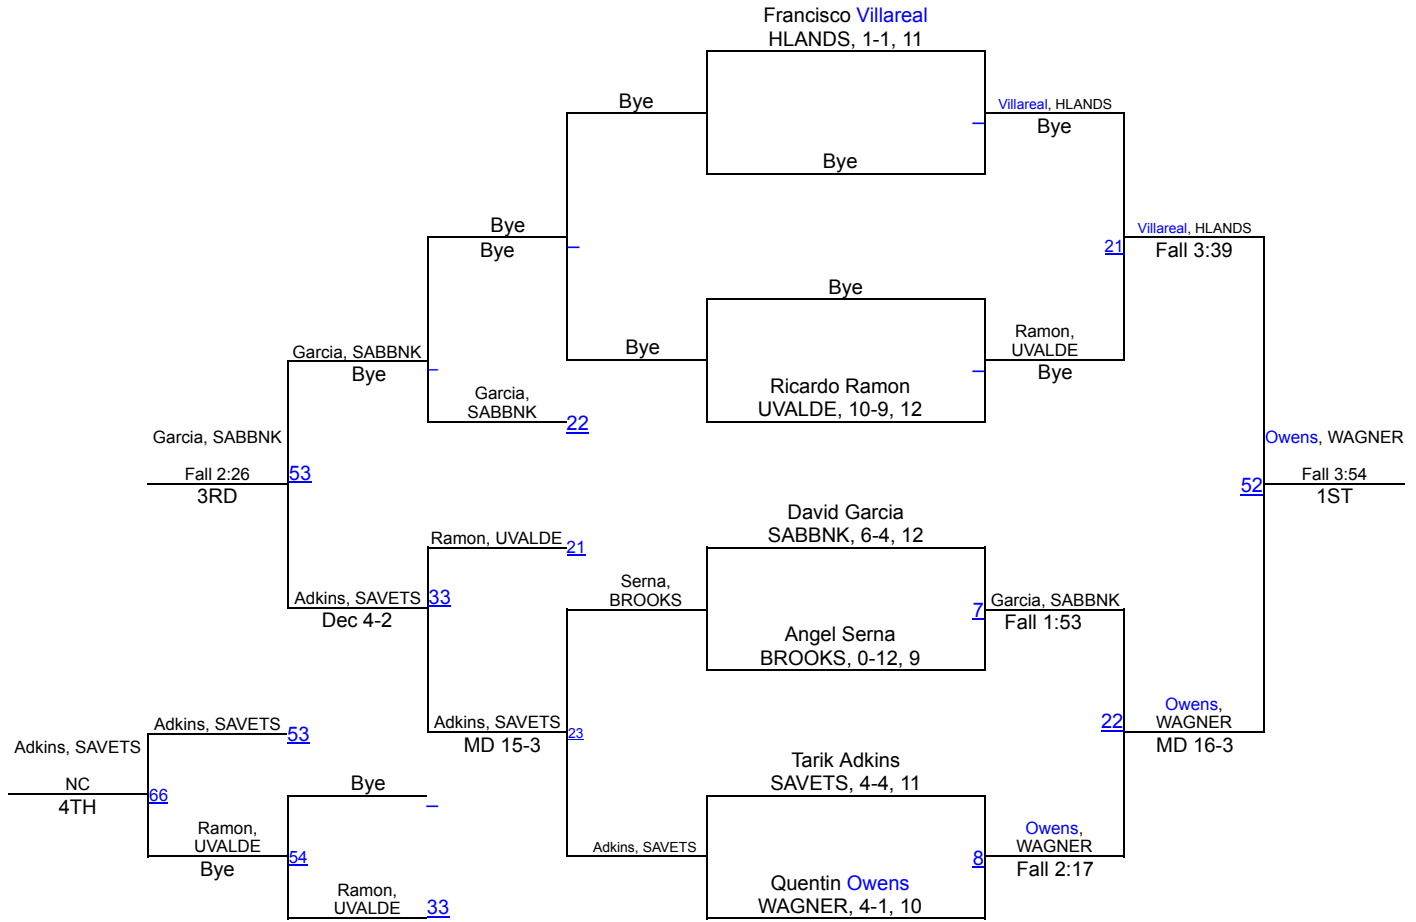 Francisco Villareal
HLANDS, 1-1, 11
Bye
Villareal, HLANDS
Bye
Bye
Bye
Bye
Villareal, HLANDS
21
Fall 3:39
Bye
Bye
Ramon,
UVALDE
Bye
Garcia, SABBNK
Bye
Ricardo Ramon
UVALDE, 10-9, 12
Garcia,
SABBNK
22
Garcia, SABBNK
Fall 2:26
53
3RD
Owens, WAGNER
Fall 3:54
52
1ST
David Garcia
SABBNK, 6-4, 12
Ramon, UVALDE
21
Serna,
BROOKS
Adkins, SAVETS
33
Dec 4-2
7
Garcia, SABBNK
Fall 1:53
Angel Serna
BROOKS, 0-12, 9
Adkins, SAVETS
53
Adkins, SAVETS
MD 15-3
23
22
Owens,
WAGNER
MD 16-3
Adkins, SAVETS
NC
66
4TH
Bye
Tarik Adkins
SAVETS, 4-4, 11
Ramon,
UVALDE
54
Bye
Adkins, SAVETS
8
Owens,
WAGNER
Fall 2:17
Ramon,
UVALDE
33
Quentin Owens
WAGNER, 4-1, 10